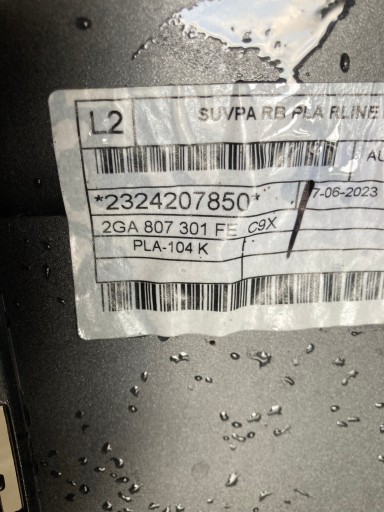 L2
SUVPA RB PLA RLINE
AU
*2324207850*
7-06-2023
2GA 807 301 FE C9X
PLA-104 K